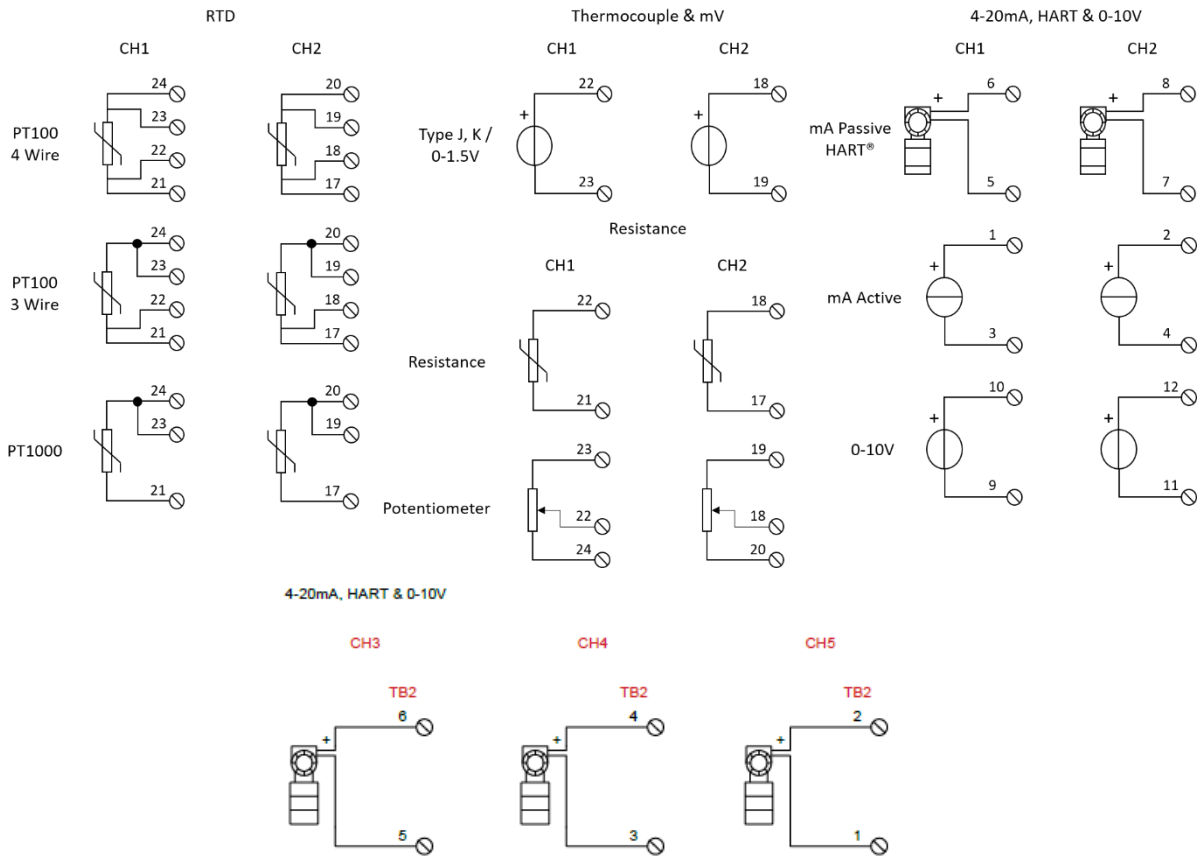 RTD
CH1 CH2
PT100
4 Wire
24
23
22
21
20
19
18
17
PT100
3 Wire
24
23
22
21
20
19
18
17
PT1000
24
23
21
20
19
17
Thermocouple & mV
CH1 CH2
Type J, K /
0-1.5V
22
+
23
18
+
19
Resistance
CH1 CH2
Resistance
22
21
18
17
Potentiometer
23
22
24
19
18
20
4-20mA, HART & 0-10V
CH1 CH2
mA Passive
HART®
6
+
5
8
+
7
mA Active
1
+
3
2
+
4
0-10V
10
+
9
12
+
11
4-20mA, HART & 0-10V
CH3 CH4 CH5
TB2 TB2 TB2
6 4 2
+ + +
5 3 1